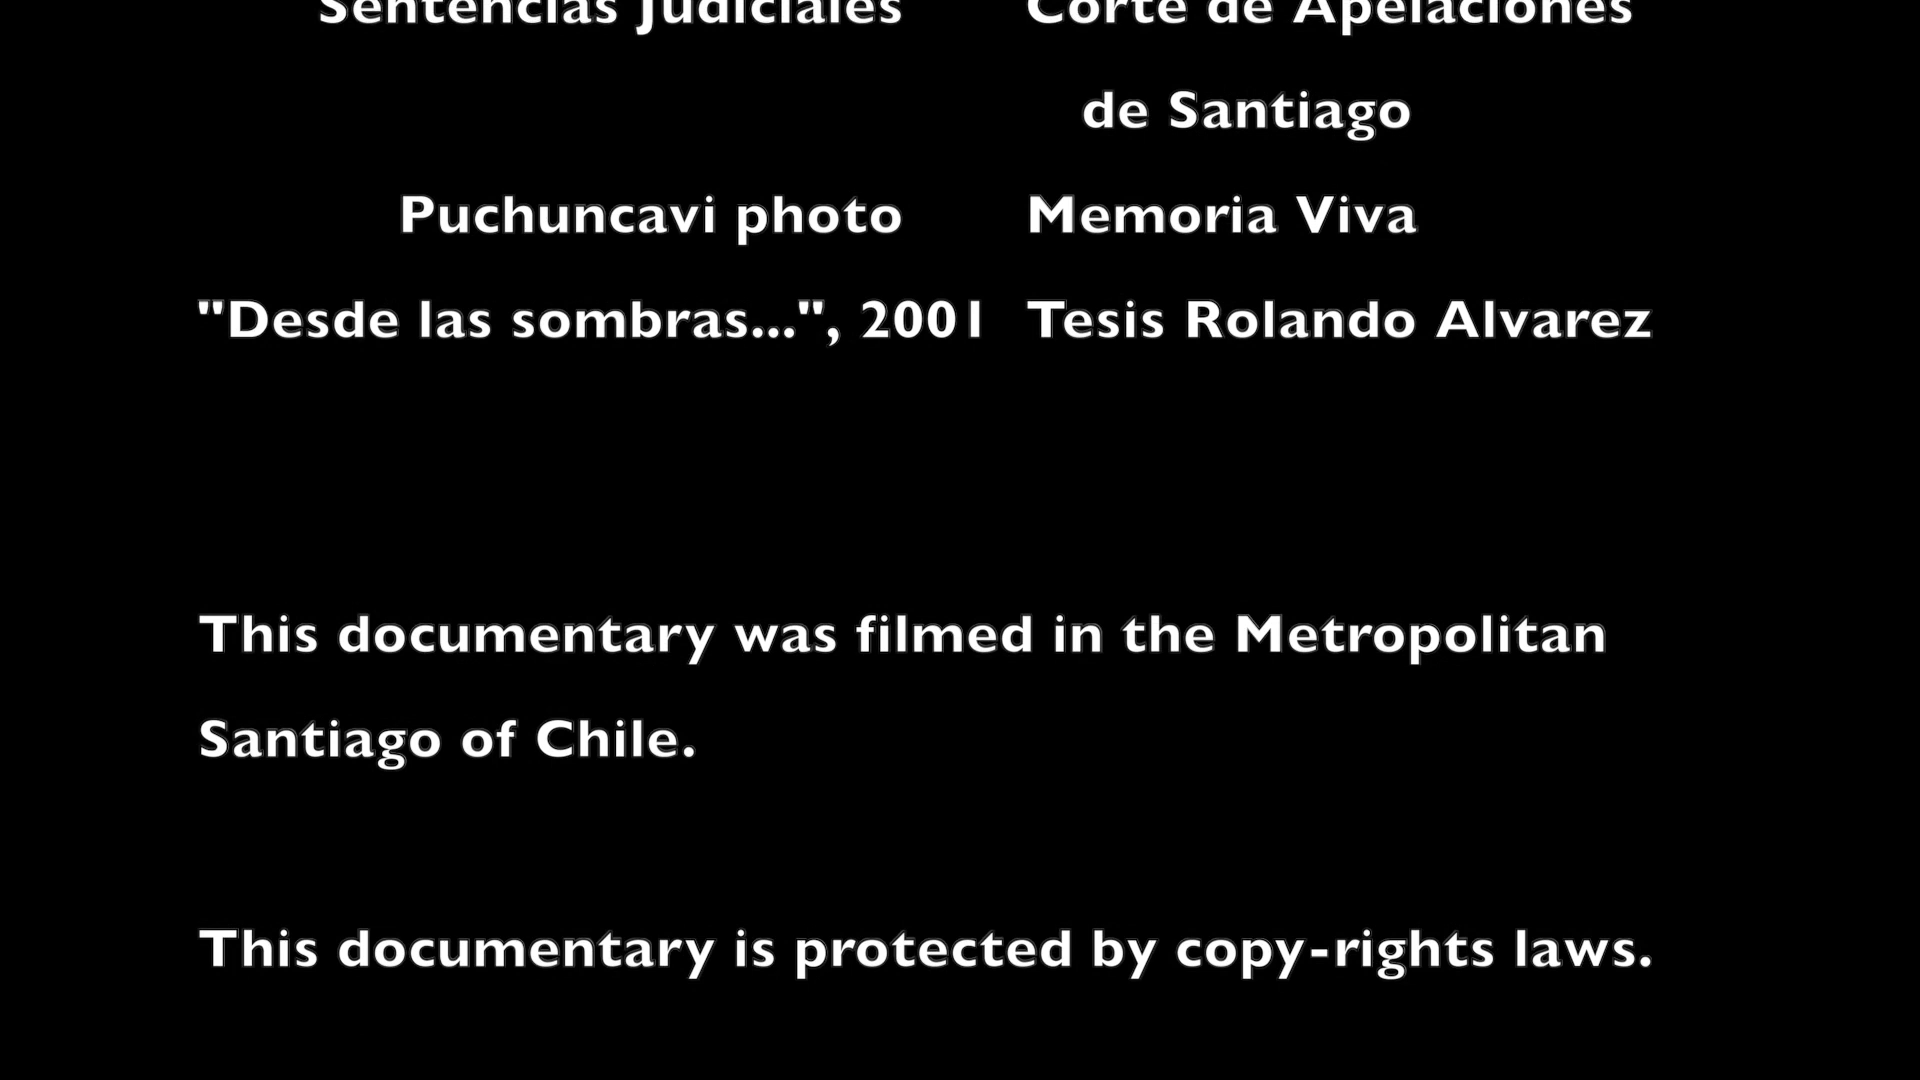 Sentencias Judiciales Corte de Apelaciones
de Santiago
Puchuncavi photo Memoria Viva
"Desde las sombras...", 2001 Tesis Rolando Alvarez
This documentary was filmed in the Metropolitan
Santiago of Chile.
This documentary is protected by copy-rights laws.